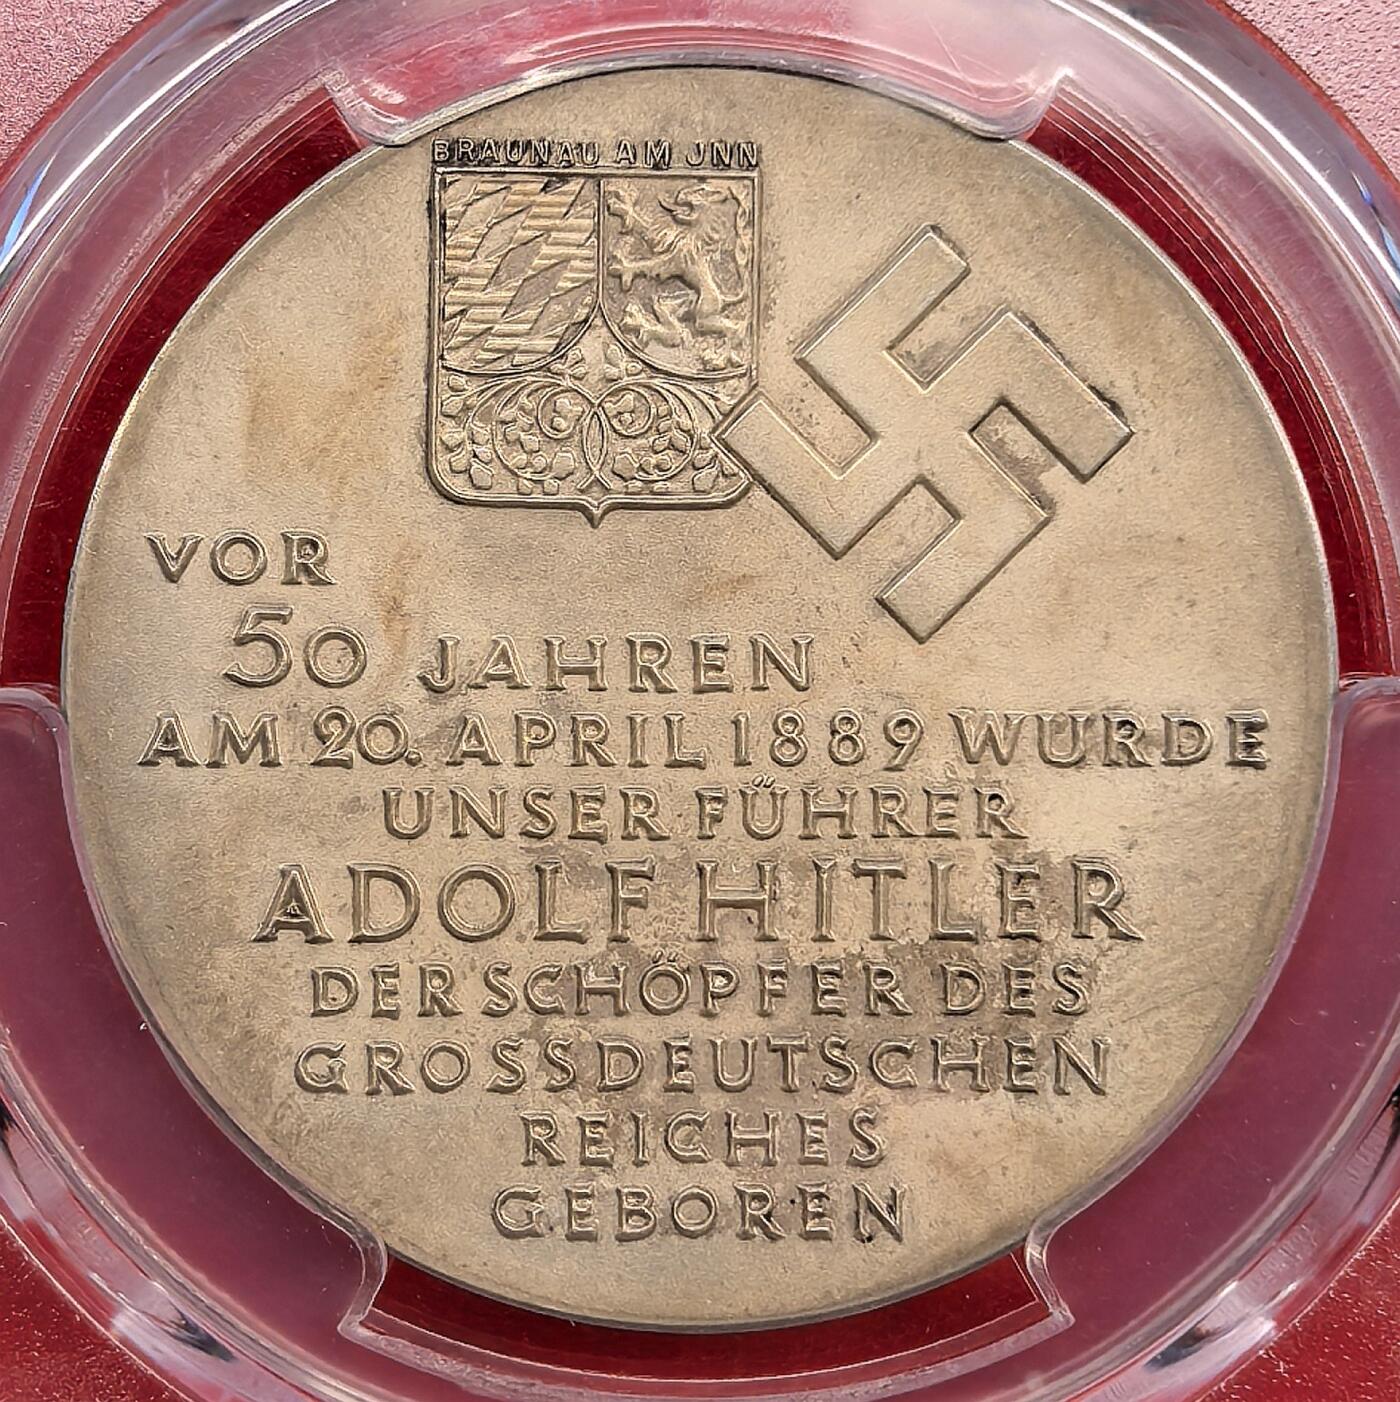 BRAUNAU AM JNN
VOR
50 JAHREN
AM 20. APRIL 1889 WURDE
UNSER FÜHRER
ADOLF HITLER
DER SCHÖPFER DES
GROSSDEUTSCHEN
REICHES
GEBOREN